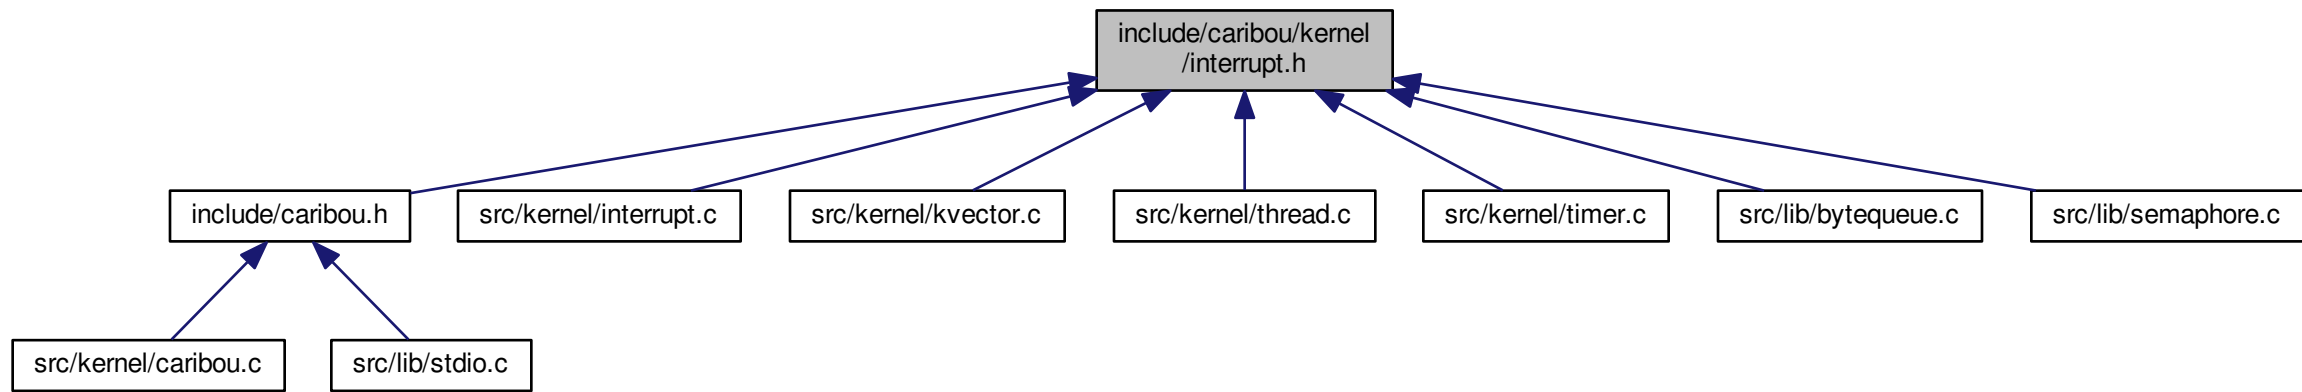 include/caribou/kernel
/interrupt.h
include/caribou.h
src/kernel/interrupt.c
src/kernel/kvector.c
src/kernel/thread.c
src/kernel/timer.c
src/lib/bytequeue.c
src/lib/semaphore.c
src/kernel/caribou.c
src/lib/stdio.c